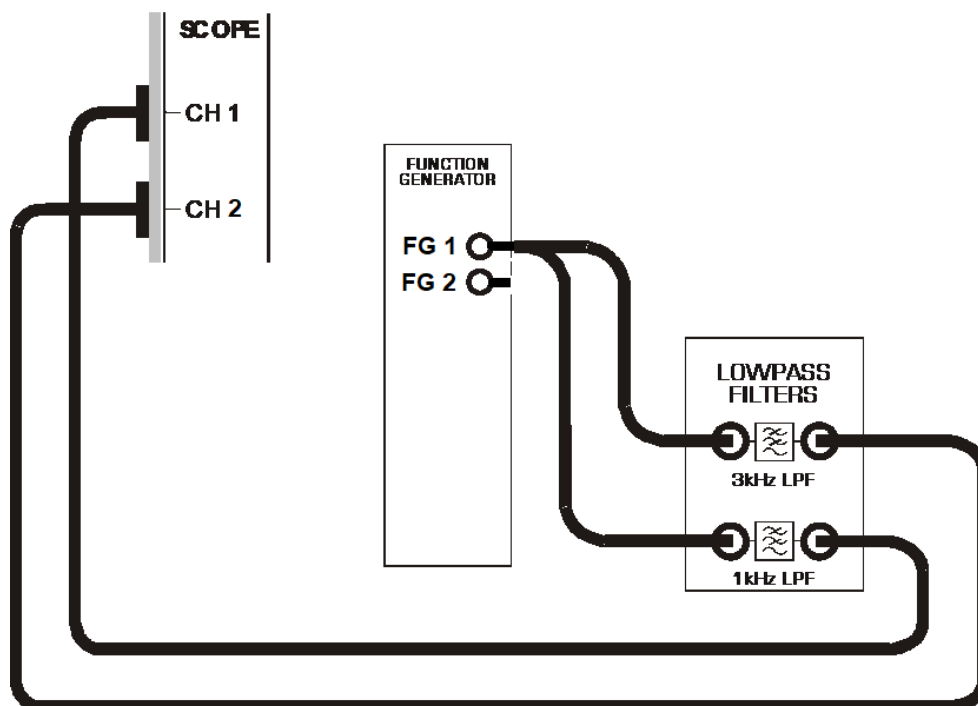 SCOPE
CH 1
CH 2
FUNCTION
GENERATOR
FG 1
FG 2
LOWPASS
FILTERS
3kHz LPF
1kHz LPF